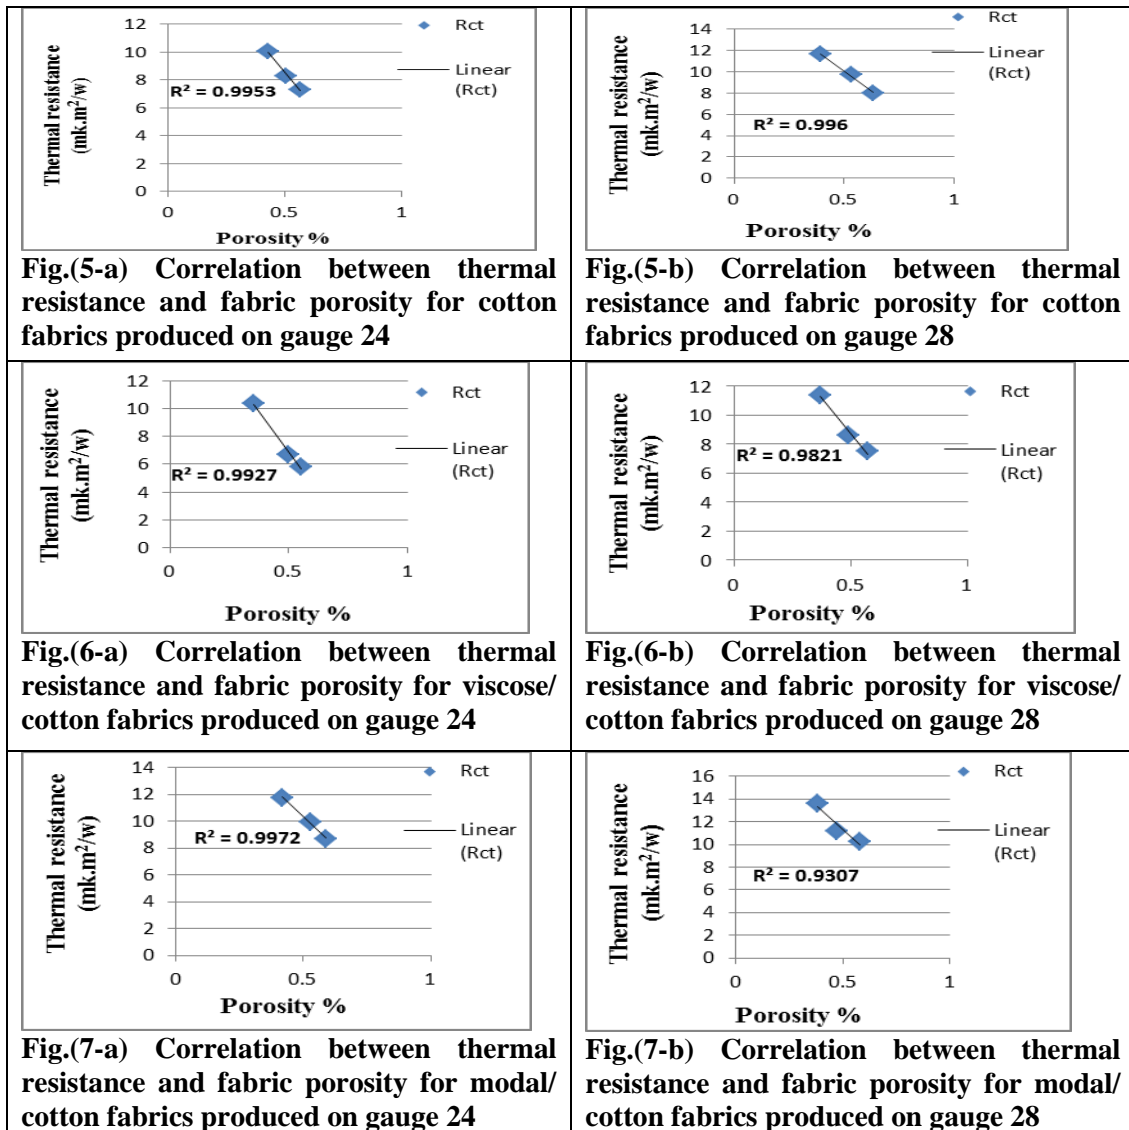 12
10
8
6
4
2
0
0 0.5 1
Thermal resistance
(mk.m²/w)
R² = 0.9953
Porosity %
Rct
Linear
(Rct)
Fig.(5-a) Correlation between thermal
resistance and fabric porosity for cotton
fabrics produced on gauge 24
14
12
10
8
6
4
2
0
0 0.5 1
Thermal resistance
(mk.m²/w)
R² = 0.996
Porosity %
Rct
Linear
(Rct)
Fig.(5-b) Correlation between thermal
resistance and fabric porosity for cotton
fabrics produced on gauge 28
12
10
8
6
4
2
0
0 0.5 1
Thermal resistance
(mk.m²/w)
R² = 0.9927
Porosity %
Rct
Linear
(Rct)
Fig.(6-a) Correlation between thermal
resistance and fabric porosity for viscose/
cotton fabrics produced on gauge 24
12
10
8
6
4
2
0
0 0.5 1
Thermal resistance
(mk.m²/w)
R² = 0.9821
Porosity %
Rct
Linear
(Rct)
Fig.(6-b) Correlation between thermal
resistance and fabric porosity for viscose/
cotton fabrics produced on gauge 28
14
12
10
8
6
4
2
0
0 0.5 1
Thermal resistance
(mk.m²/w)
R² = 0.9972
Porosity %
Rct
Linear
(Rct)
Fig.(7-a) Correlation between thermal
resistance and fabric porosity for modal/
cotton fabrics produced on gauge 24
16
14
12
10
8
6
4
2
0
0 0.5 1
Thermal resistance
(mk.m²/w)
R² = 0.9307
Porosity %
Rct
Linear
(Rct)
Fig.(7-b) Correlation between thermal
resistance and fabric porosity for modal/
cotton fabrics produced on gauge 28